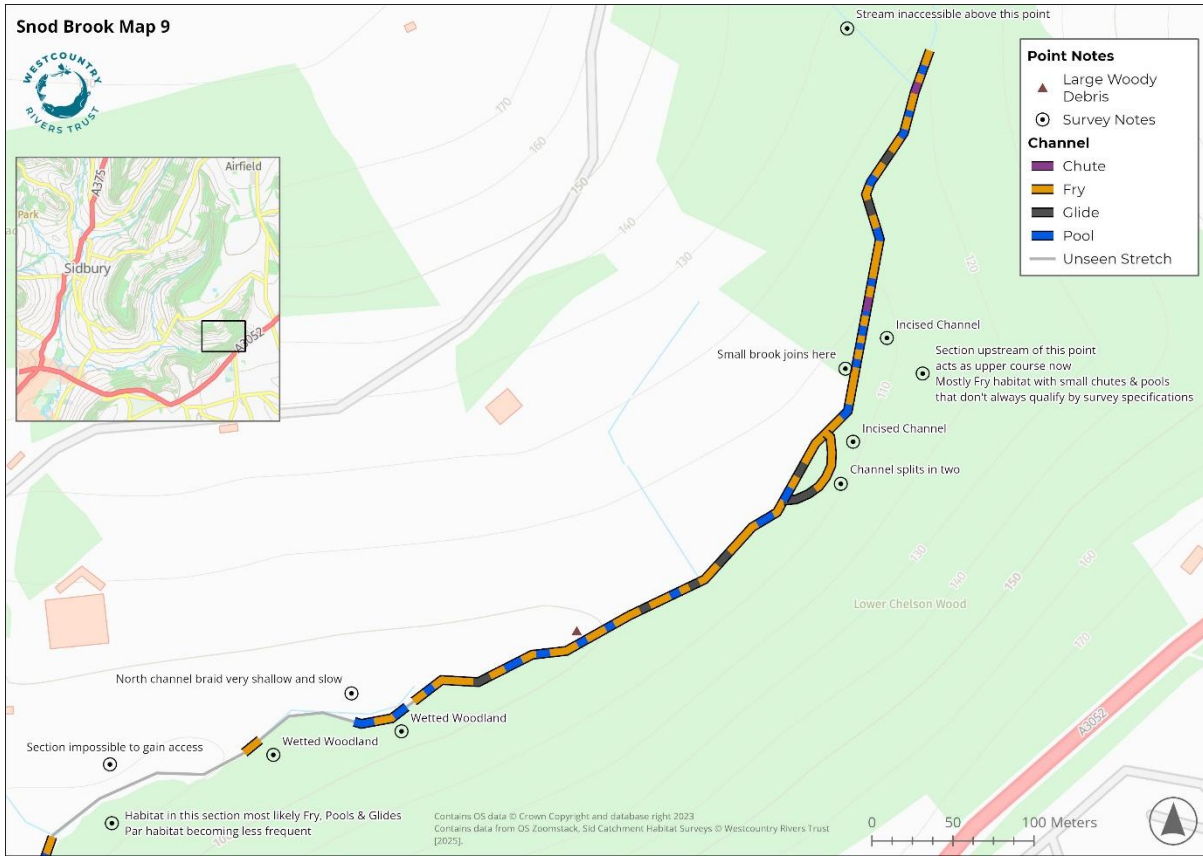 Snod Brook Map 9
WESTCOUNTRY
RIVERS TRUST
Airfield
A375
Park
Sidbury
A3052
Stream inaccessible above this point
Point Notes
Large Woody
Debris
Survey Notes
Channel
Chute
Fry
Glide
Pool
Unseen Stretch
170
160
150
140
130
120
110
Incised Channel
Small brook joins here
Section upstream of this point
acts as upper course now
Mostly Fry habitat with small chutes & pools
that don't always qualify by survey specifications
Incised Channel
Channel splits in two
130
140
150
160
170
Lower Chelson Wood
A3052
North channel braid very shallow and slow
Wetted Woodland
Wetted Woodland
Section impossible to gain access
Habitat in this section most likely Fry, Pools & Glides
Par habitat becoming less frequent
Contains OS data © Crown Copyright and database right 2023
Contains data from OS Zoomstack, Sid Catchment Habitat Surveys © Westcountry Rivers Trust
[2025].
0 50 100 Meters